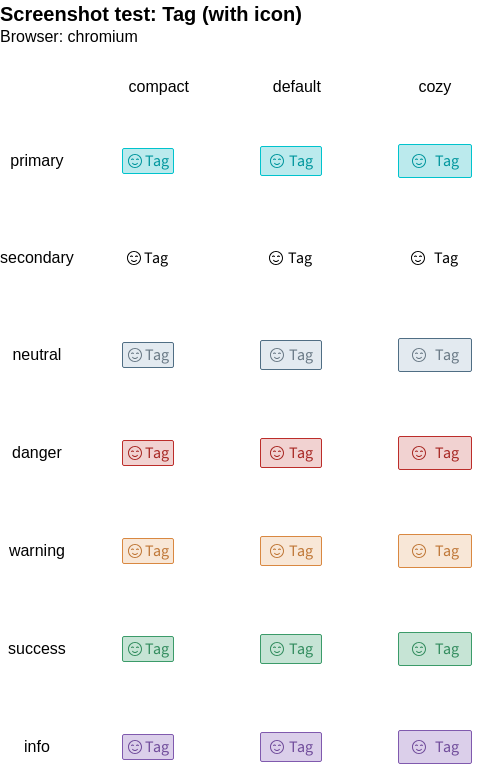 Screenshot test: Tag (with icon)
Browser: chromium
compact default cozy
primary Tag Tag Tag
secondary Tag Tag Tag
neutral Tag Tag Tag
danger Tag Tag Tag
warning Tag Tag Tag
success Tag Tag Tag
info Tag Tag Tag